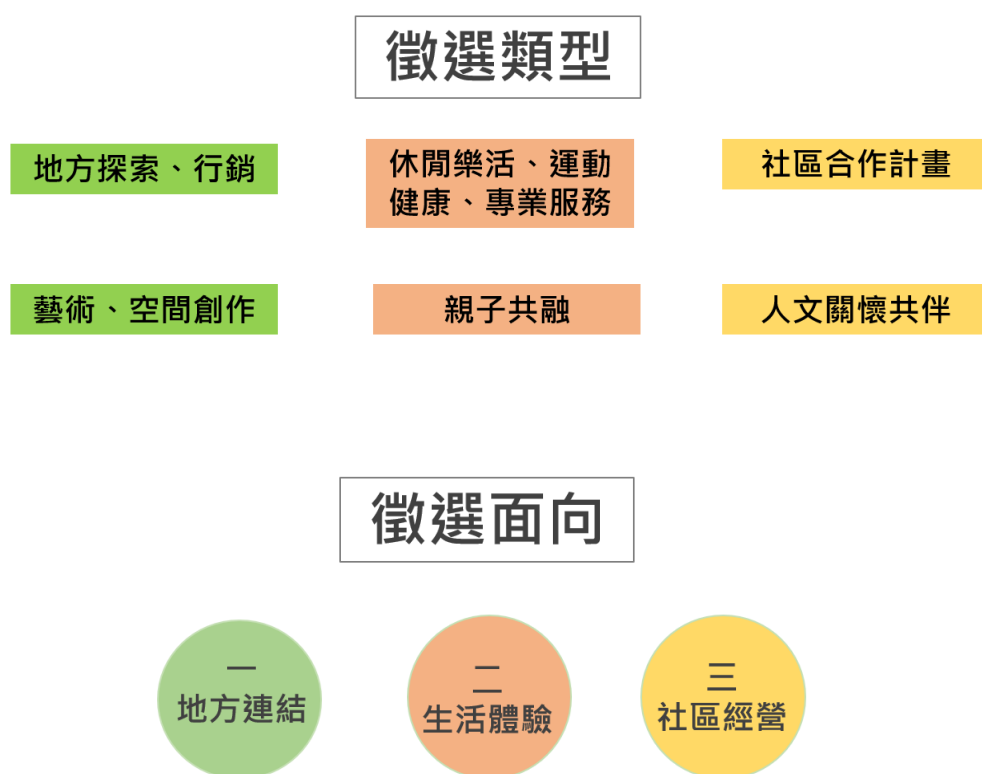 徵選類型
地方探索、行銷
休閒樂活、運動
健康、專業服務
社區合作計畫
藝術、空間創作
親子共融
人文關懷共伴
徵選面向
一
地方連結
二
生活體驗
三
社區經營